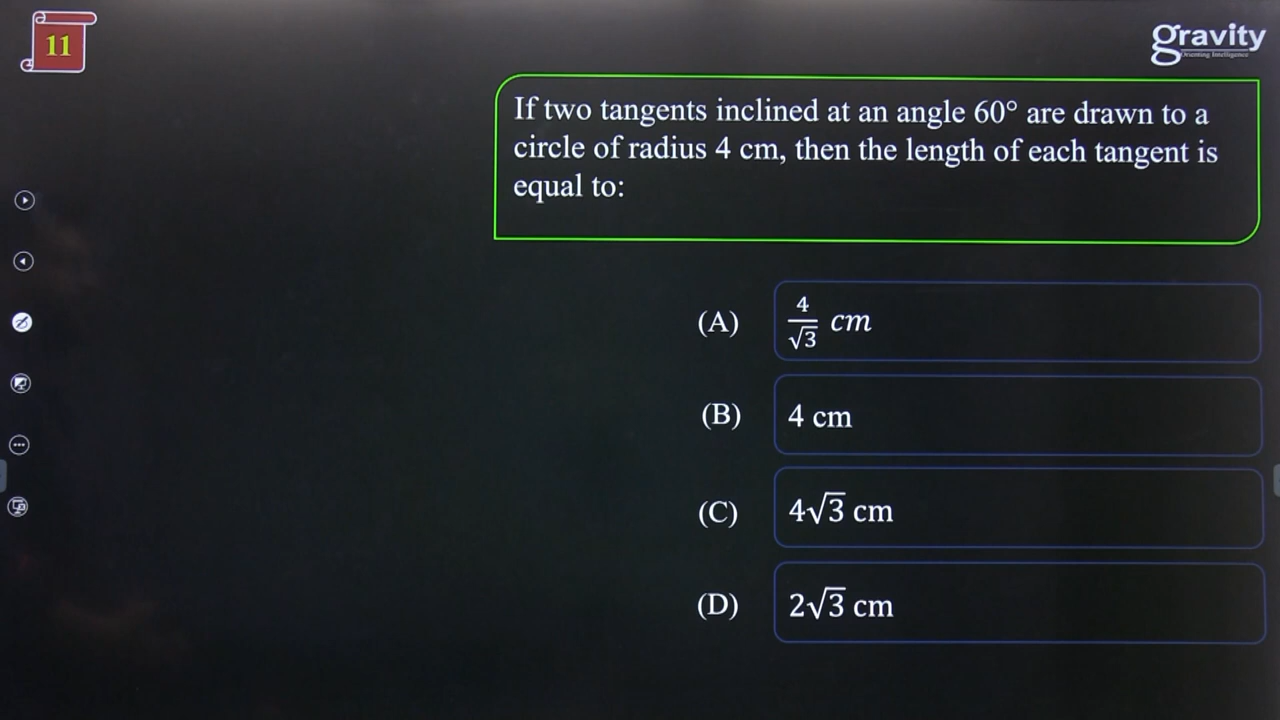 11
gravity
Orienting Intelligence
If two tangents inclined at an angle 60° are drawn to a
circle of radius 4 cm, then the length of each tangent is
equal to:
(A) 4/√3 cm
(B) 4 cm
(C) 4√3 cm
(D) 2√3 cm